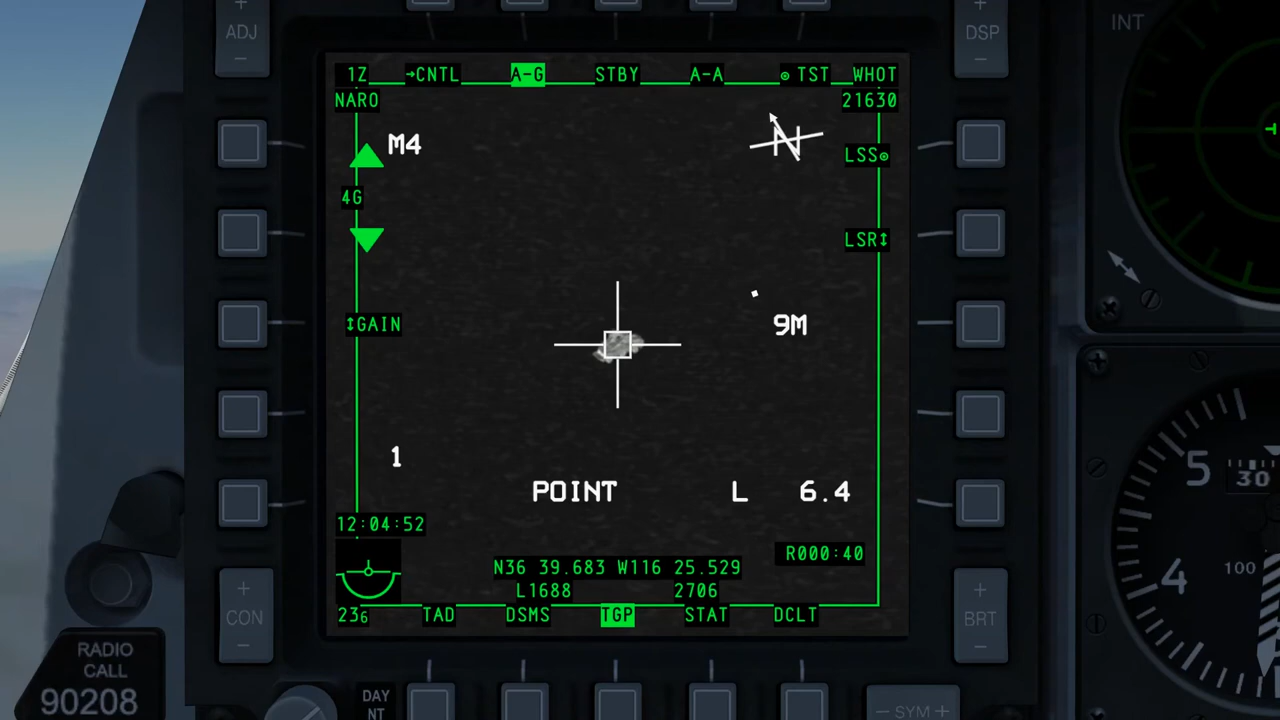 ADJ
DSP
INT
1Z →CNTL A-G STBY A-A ⊙ TST WHOT
NARO 21630
M4
N
LSS⊙
4G
LSR↕
↕GAIN
9M
1
POINT L 6.4
12:04:52
R000:40
N36 39.683 W116 25.529
L1688 2706
236 TAD DSMS TGP STAT DCLT
CON
BRT
5
30
4
100
RADIO
CALL
90208
DAY
NT
- SYM +